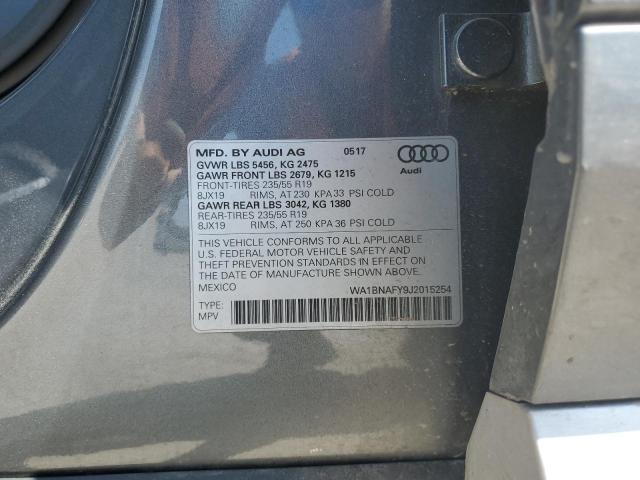 MFD. BY AUDI AG 0517
GVWR LBS 5456, KG 2475
GAWR FRONT LBS 2679, KG 1215
FRONT-TIRES 235/55 R19
8JX19 RIMS, AT 230 KPA 33 PSI COLD
GAWR REAR LBS 3042, KG 1380
REAR-TIRES 235/55 R19
8JX19 RIMS, AT 250 KPA 36 PSI COLD
Audi
THIS VEHICLE CONFORMS TO ALL APPLICABLE
U.S. FEDERAL MOTOR VEHICLE SAFETY AND
THEFT PREVENTION STANDARDS IN EFFECT ON
THE DATE OF MANUFACTURE SHOWN ABOVE.
MEXICO WA1BNAFY9J2015254
TYPE:
MPV